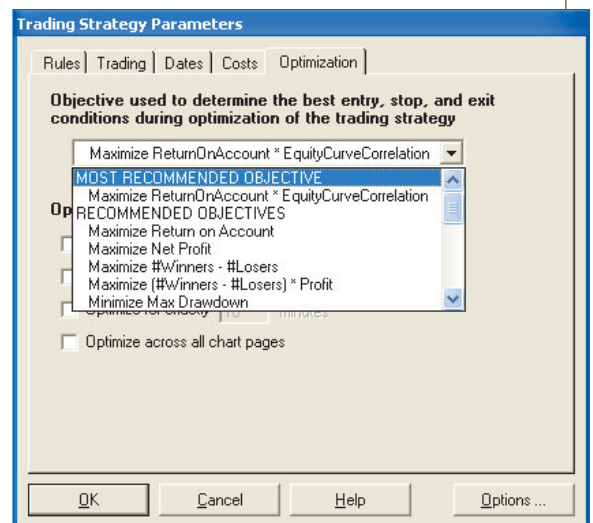 Trading Strategy Parameters
Rules Trading Dates Costs Optimization
Objective used to determine the best entry, stop, and exit
conditions during optimization of the trading strategy
Maximize ReturnOnAccount * EquityCurveCorrelation
MOST RECOMMENDED OBJECTIVE
Maximize ReturnOnAccount * EquityCurveCorrelation
Op
RECOMMENDED OBJECTIVES
Maximize Return on Account
Maximize Net Profit
Maximize #Winners - #Losers
Maximize (#Winners - #Losers) * Profit
Minimize Max Drawdown
Optimize across all chart pages
OK Cancel Help Options ...